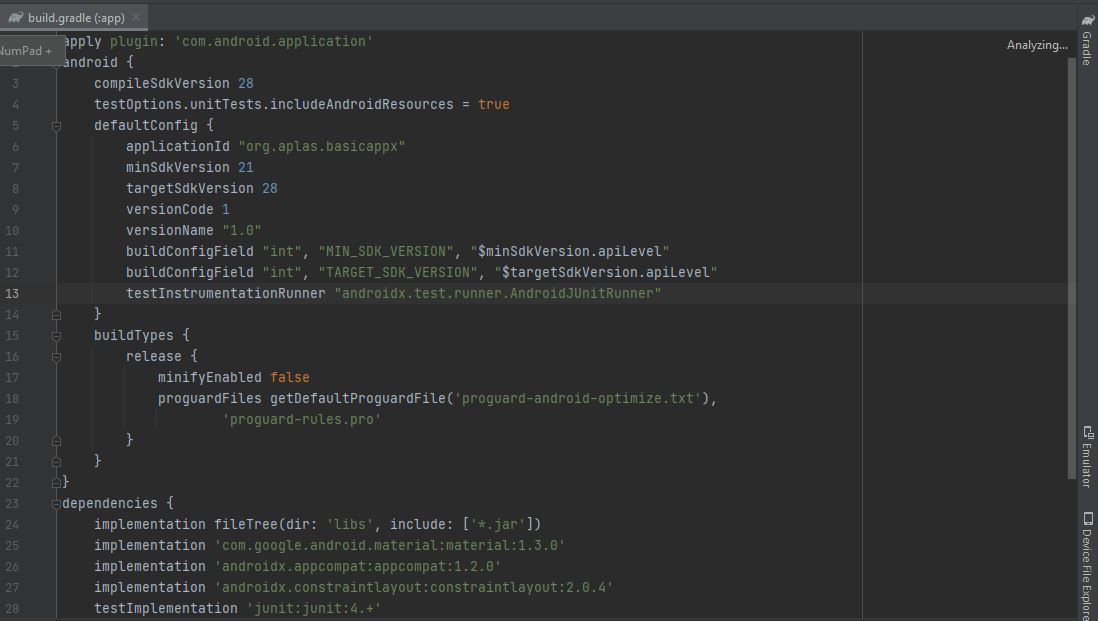 build.gradle (:app)
NumPad +
Analyzing...
apply plugin: 'com.android.application'
android {
3 compileSdkVersion 28
4 testOptions.unitTests.includeAndroidResources = true
5 defaultConfig {
6 applicationId "org.aplas.basicappx"
7 minSdkVersion 21
8 targetSdkVersion 28
9 versionCode 1
10 versionName "1.0"
11 buildConfigField "int", "MIN_SDK_VERSION", "$minSdkVersion.apiLevel"
12 buildConfigField "int", "TARGET_SDK_VERSION", "$targetSdkVersion.apiLevel"
13 testInstrumentationRunner "androidx.test.runner.AndroidJUnitRunner"
14 }
15 buildTypes {
16 release {
17 minifyEnabled false
18 proguardFiles getDefaultProguardFile('proguard-android-optimize.txt'),
19 'proguard-rules.pro'
20 }
21 }
22 }
23 dependencies {
24 implementation fileTree(dir: 'libs', include: ['*.jar'])
25 implementation 'com.google.android.material:material:1.3.0'
26 implementation 'androidx.appcompat:appcompat:1.2.0'
27 implementation 'androidx.constraintlayout:constraintlayout:2.0.4'
28 testImplementation 'junit:junit:4.+'
Gradle
Emulator
Device File Explore